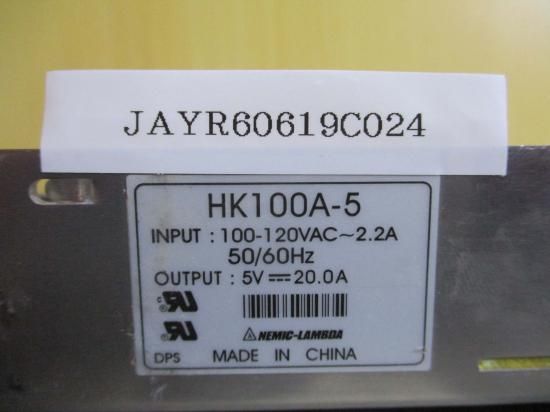 JAYR60619C024
HK100A-5
INPUT : 100-120VAC~2.2A
50/60Hz
OUTPUT : 5V⎓20.0A
NEMIC-LAMBDA
DPS MADE IN CHINA